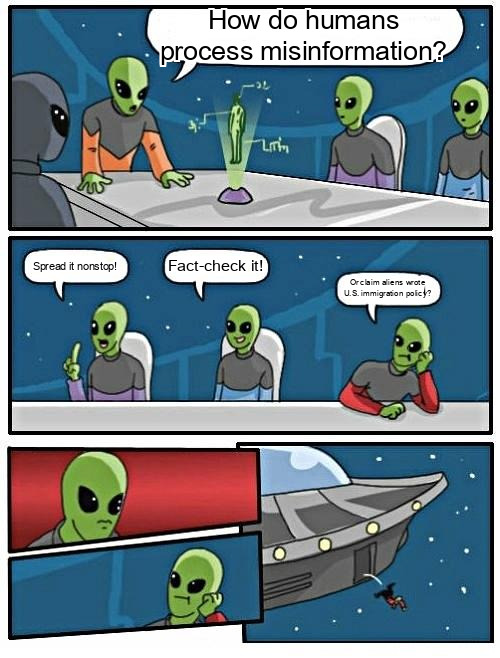 How do humans
process misinformation?
Spread it nonstop!
Fact-check it!
Or claim aliens wrote
U.S. immigration policy?